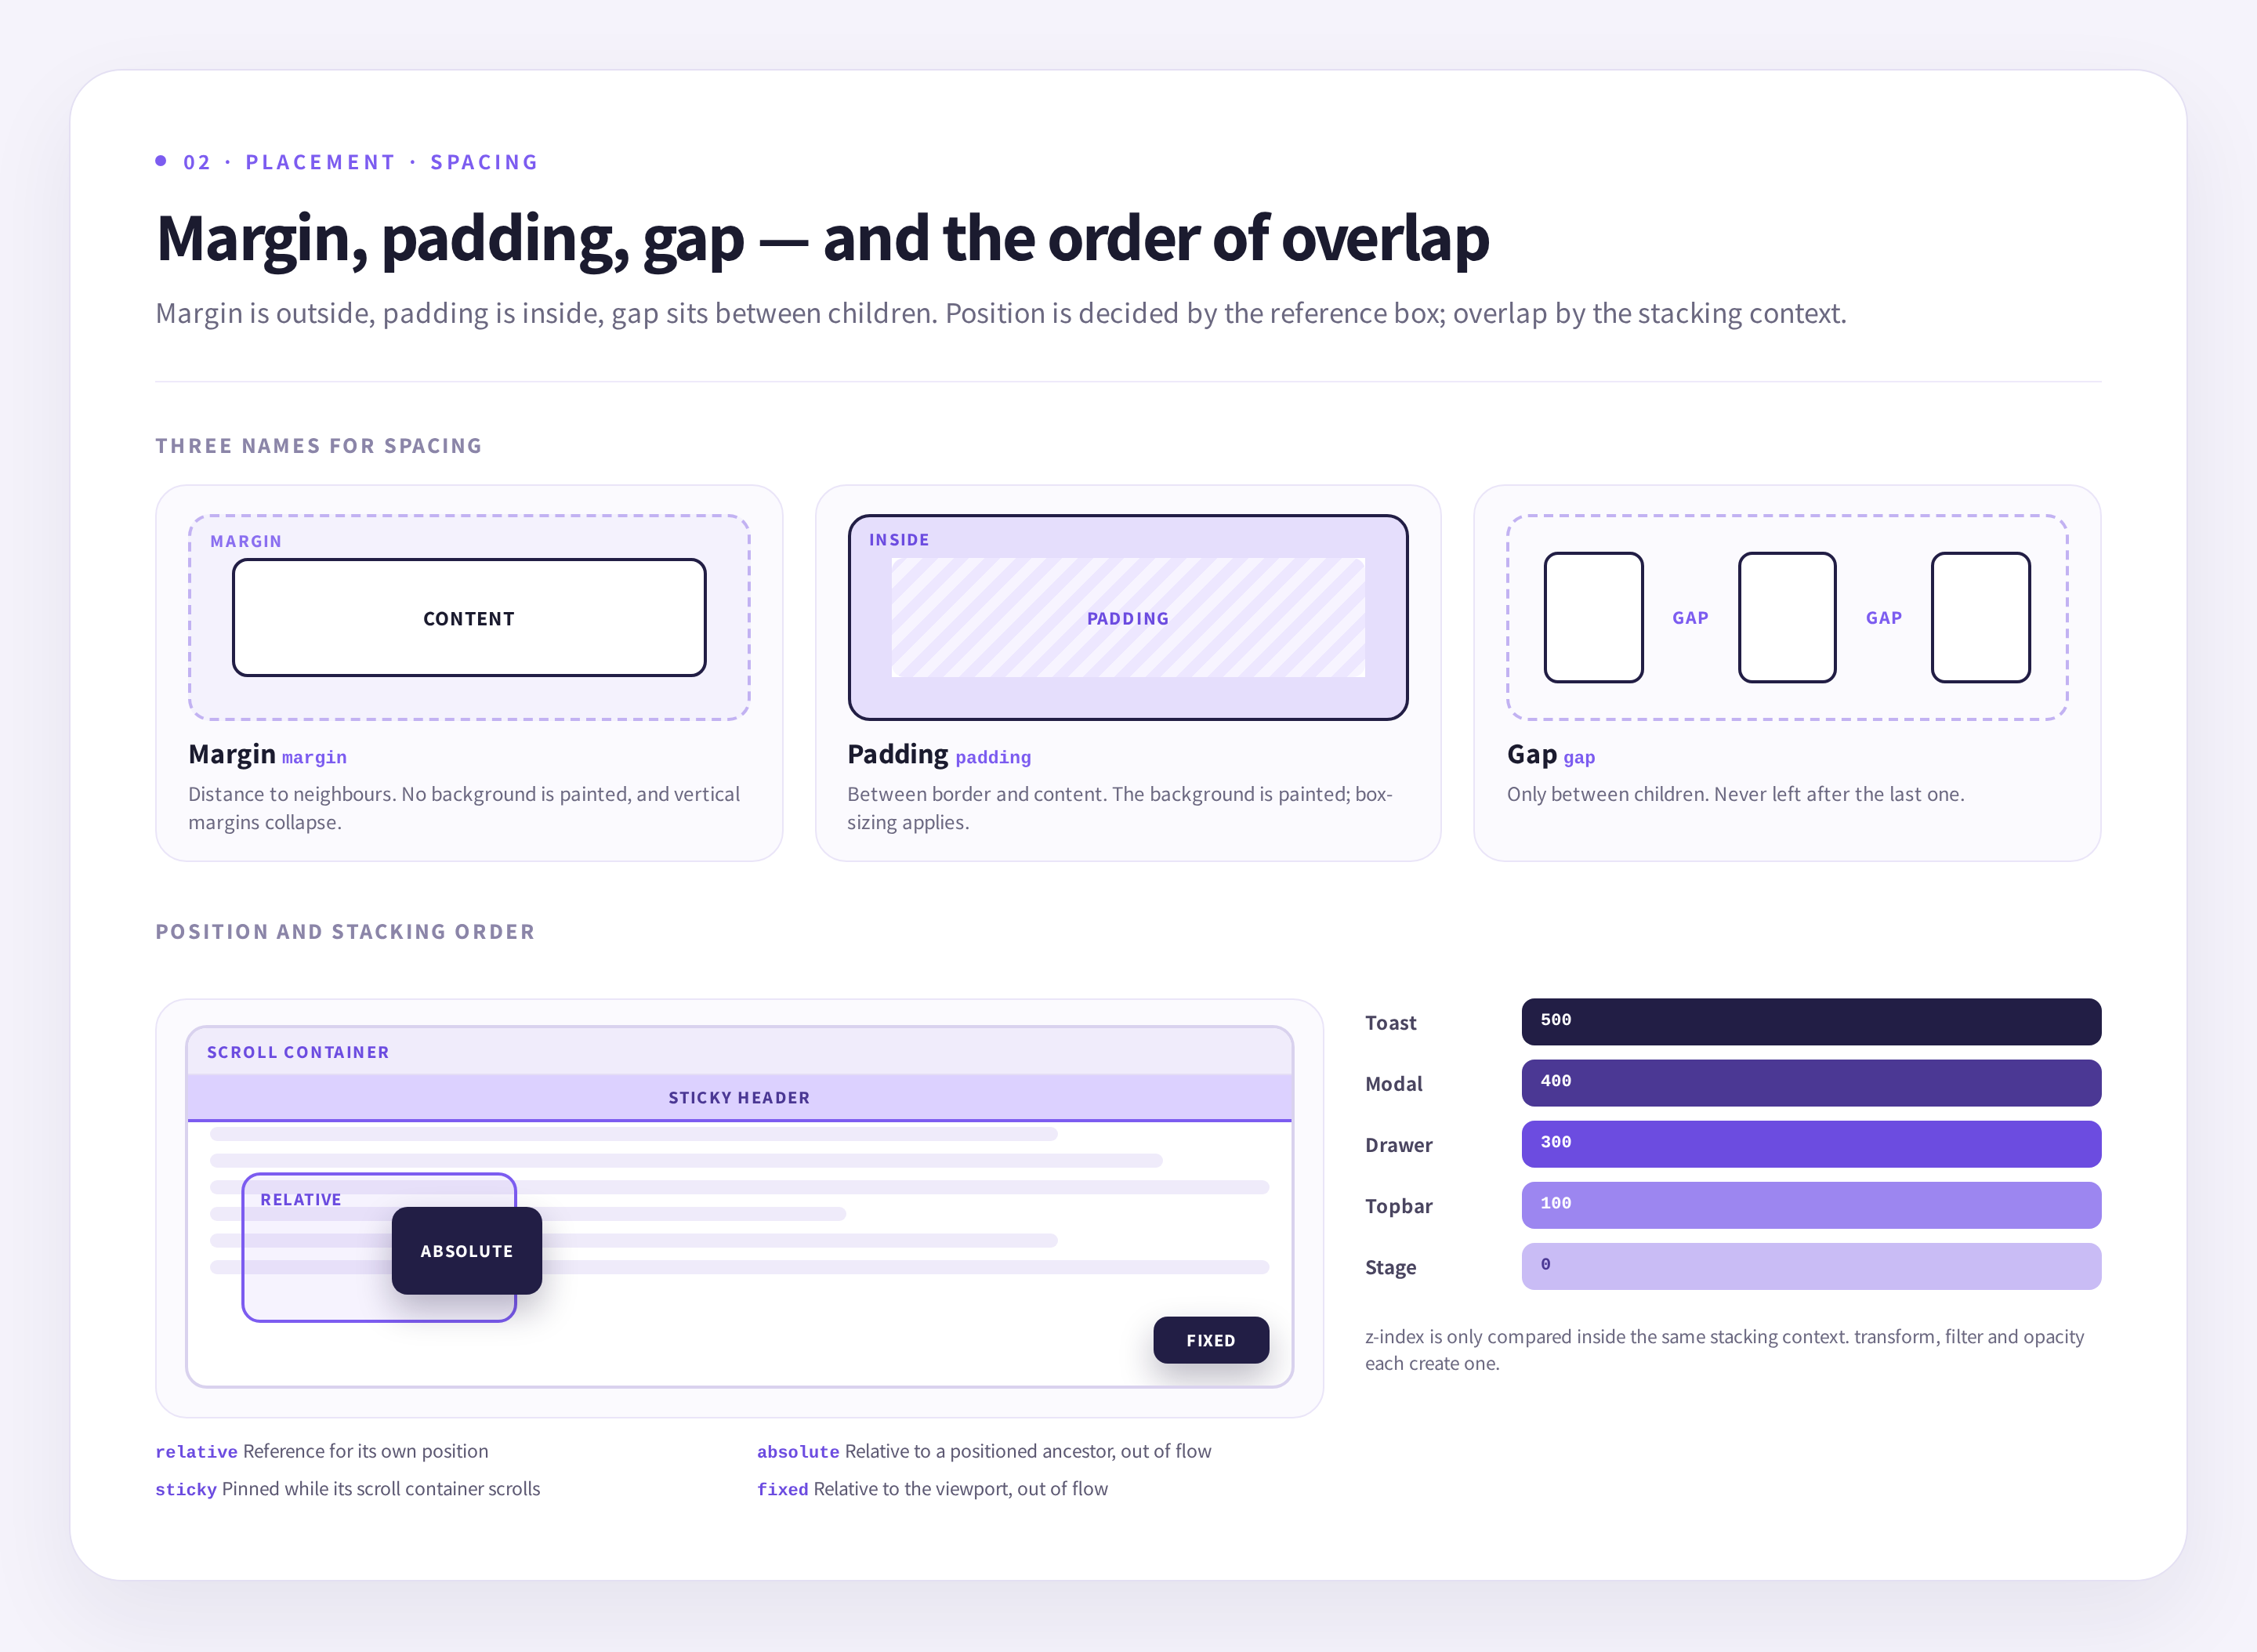 02 · PLACEMENT · SPACING
Margin, padding, gap — and the order of overlap
Margin is outside, padding is inside, gap sits between children. Position is decided by the reference box; overlap by the stacking context.
THREE NAMES FOR SPACING
MARGIN
CONTENT
Margin margin
Distance to neighbours. No background is painted, and vertical
margins collapse.
INSIDE
PADDING
Padding padding
Between border and content. The background is painted; box-
sizing applies.
GAP
GAP
Gap gap
Only between children. Never left after the last one.
POSITION AND STACKING ORDER
SCROLL CONTAINER
STICKY HEADER
RELATIVE
ABSOLUTE
FIXED
relative Reference for its own position
absolute Relative to a positioned ancestor, out of flow
sticky Pinned while its scroll container scrolls
fixed Relative to the viewport, out of flow
Toast 500
Modal 400
Drawer 300
Topbar 100
Stage 0
z-index is only compared inside the same stacking context. transform, filter and opacity
each create one.